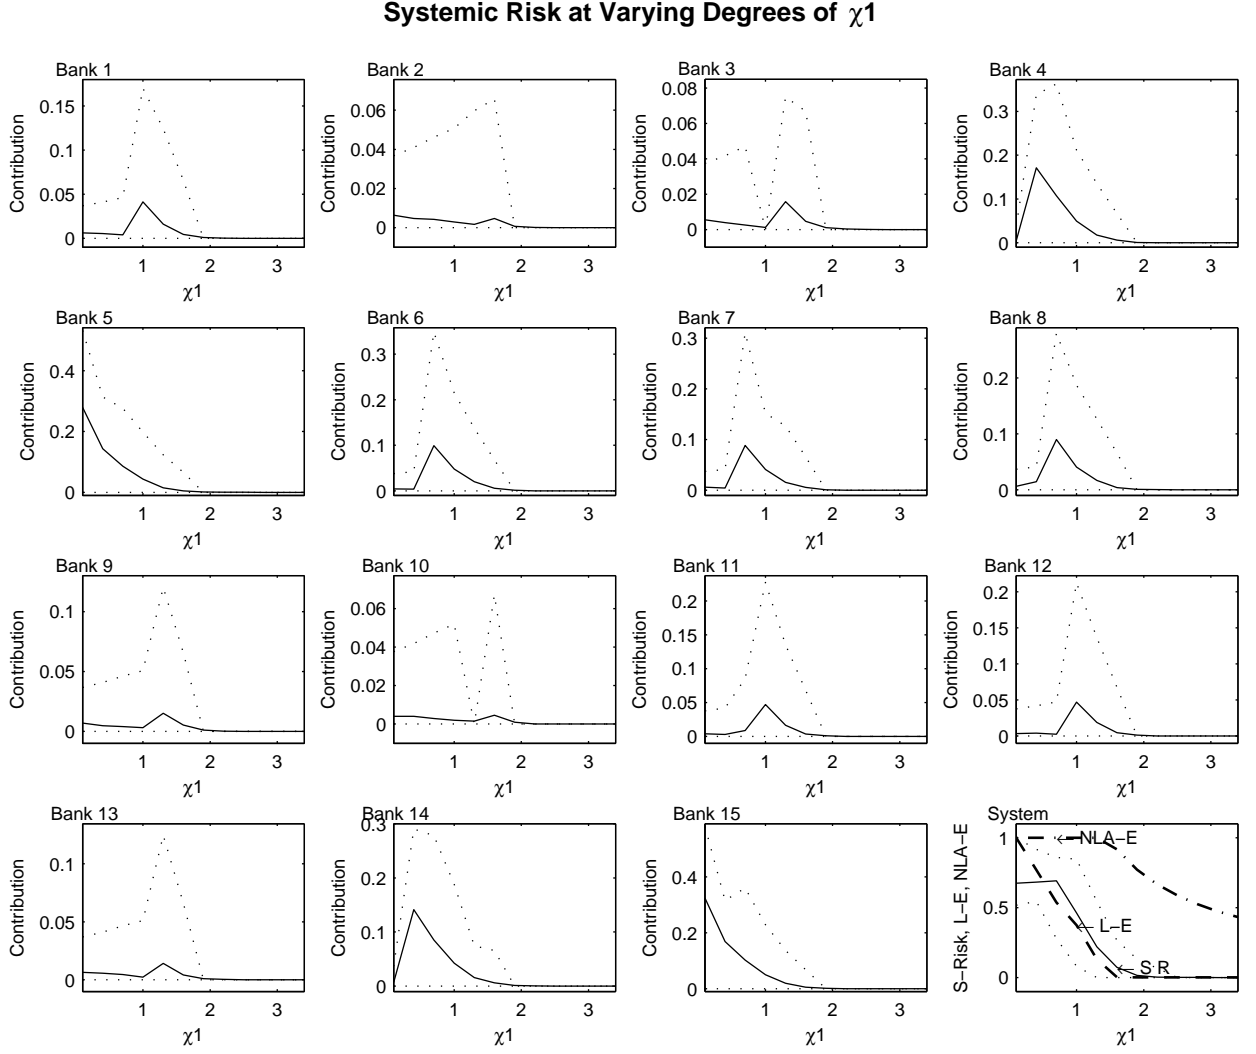 Systemic Risk at Varying Degrees of χ1
Bank 1
Contribution
0.15
0.1
0.05
0
1 2 3
χ1
Bank 2
Contribution
0.06
0.04
0.02
0
1 2 3
χ1
Bank 3
Contribution
0.08
0.06
0.04
0.02
0
1 2 3
χ1
Bank 4
Contribution
0.3
0.2
0.1
0
1 2 3
χ1
Bank 5
Contribution
0.4
0.2
0
1 2 3
χ1
Bank 6
Contribution
0.3
0.2
0.1
0
1 2 3
χ1
Bank 7
Contribution
0.3
0.2
0.1
0
1 2 3
χ1
Bank 8
Contribution
0.2
0.1
0
1 2 3
χ1
Bank 9
Contribution
0.1
0.05
0
1 2 3
χ1
Bank 10
Contribution
0.06
0.04
0.02
0
1 2 3
χ1
Bank 11
Contribution
0.2
0.15
0.1
0.05
0
1 2 3
χ1
Bank 12
Contribution
0.2
0.15
0.1
0.05
0
1 2 3
χ1
Bank 13
Contribution
0.1
0.05
0
1 2 3
χ1
Bank 14
Contribution
0.3
0.2
0.1
0
1 2 3
χ1
Bank 15
Contribution
0.4
0.2
0
1 2 3
χ1
System
S−Risk, L−E, NLA−E
1
0.5
0
←NLA−E
← L−E
← S R
1 2 3
χ1